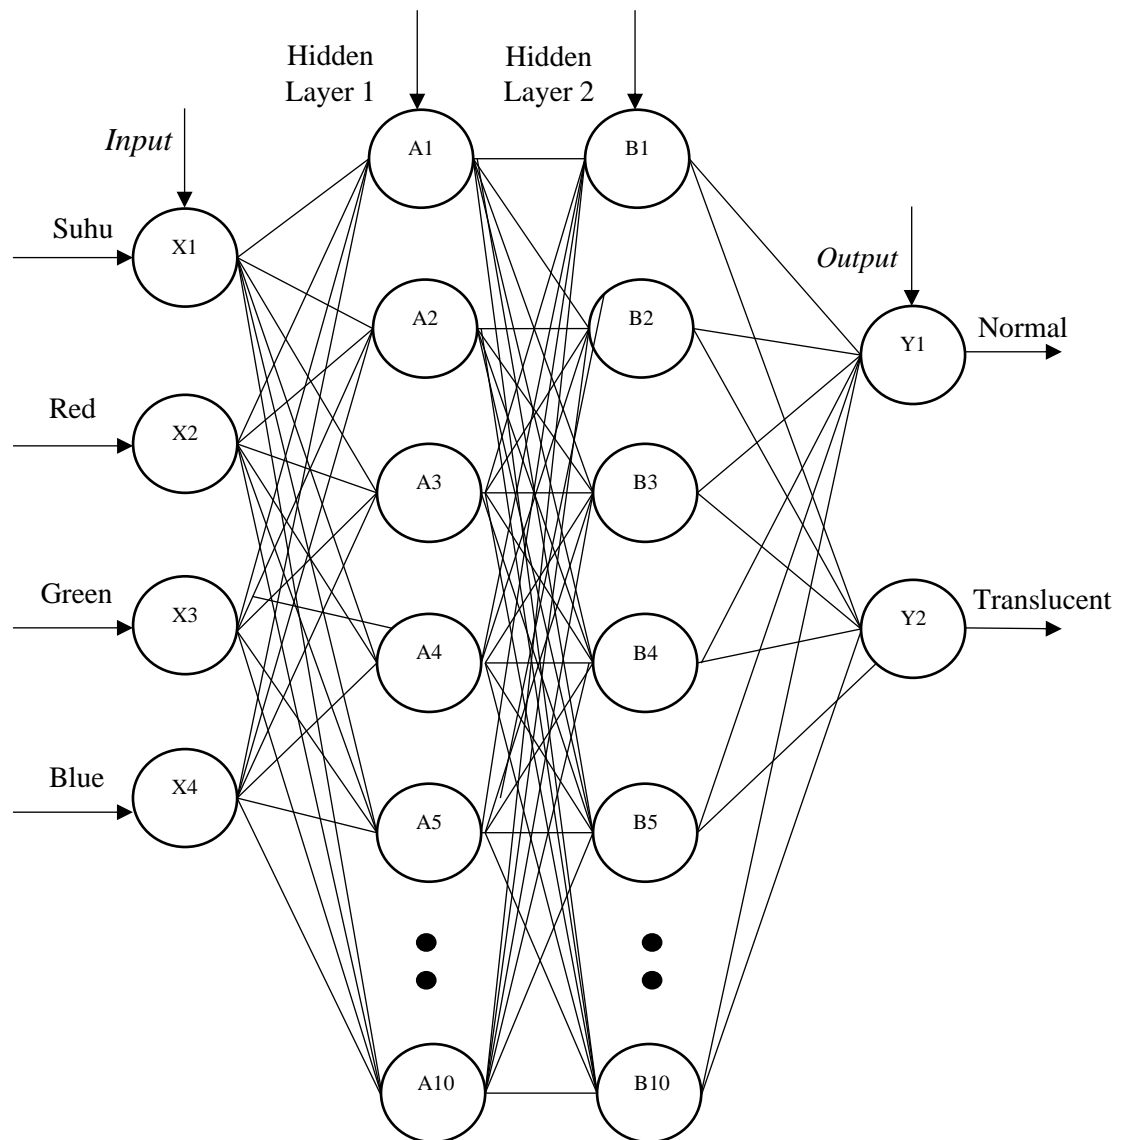 Hidden
Layer 1
Hidden
Layer 2
Input
Output
Suhu
Red
Green
Blue
X1
X2
X3
X4
A1
A2
A3
A4
A5
A10
B1
B2
B3
B4
B5
B10
Y1
Y2
Normal
Translucent